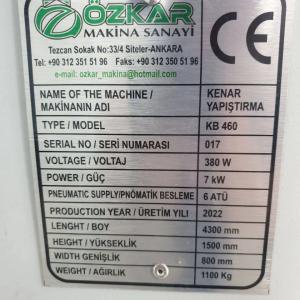 ÖZKAR
MAKİNA SANAYİ
CE
Tezcan Sokak No:33/4 Siteler-ANKARA
Tel: +90 312 351 51 96 Faks: +90 312 350 51 96
e-mail: ozkar_makina@hotmail.com
NAME OF THE MACHINE / MAKİNANIN ADI KENAR YAPIŞTIRMA
TYPE / MODEL KB 460
SERIAL NO / SERİ NUMARASI 017
VOLTAGE / VOLTAJ 380 W
POWER / GÜÇ 7 kW
PNEUMATIC SUPPLY/PNÖMATİK BESLEME 6 ATÜ
PRODUCTION YEAR / ÜRETİM YILI 2022
LENGHT / BOY 4300 mm
HEIGHT / YÜKSEKLİK 1500 mm
WIDTH GENİŞLİK 800 mm
WEIGHT / AĞIRLIK 1100 Kg